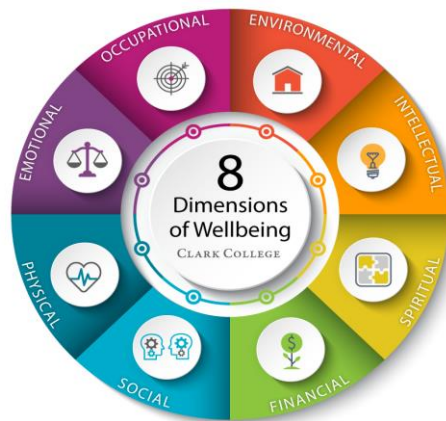 8
Dimensions
of Wellbeing
CLARK COLLEGE
ENVIRONMENTAL
INTELLECTUAL
SPIRITUAL
FINANCIAL
SOCIAL
PHYSICAL
EMOTIONAL
OCCUPATIONAL
$